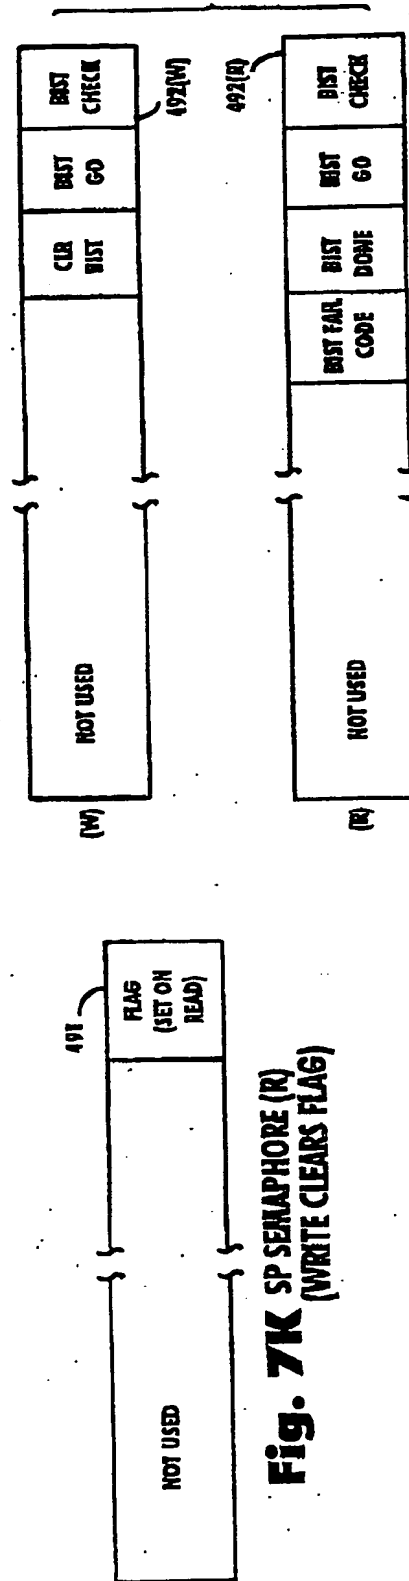 491
FLAG
(SET ON
READ)
NOT USED
Fig. 7K SP SEMAPHORE (R)
(WRITE CLEARS FLAG)
(W)
NOT USED
CLR
BIST
BIST
GO
BIST
CHECK
492(W)
492(R)
(R)
NOT USED
BIST FAIL
CODE
BIST
DONE
BIST
GO
BIST
CHECK